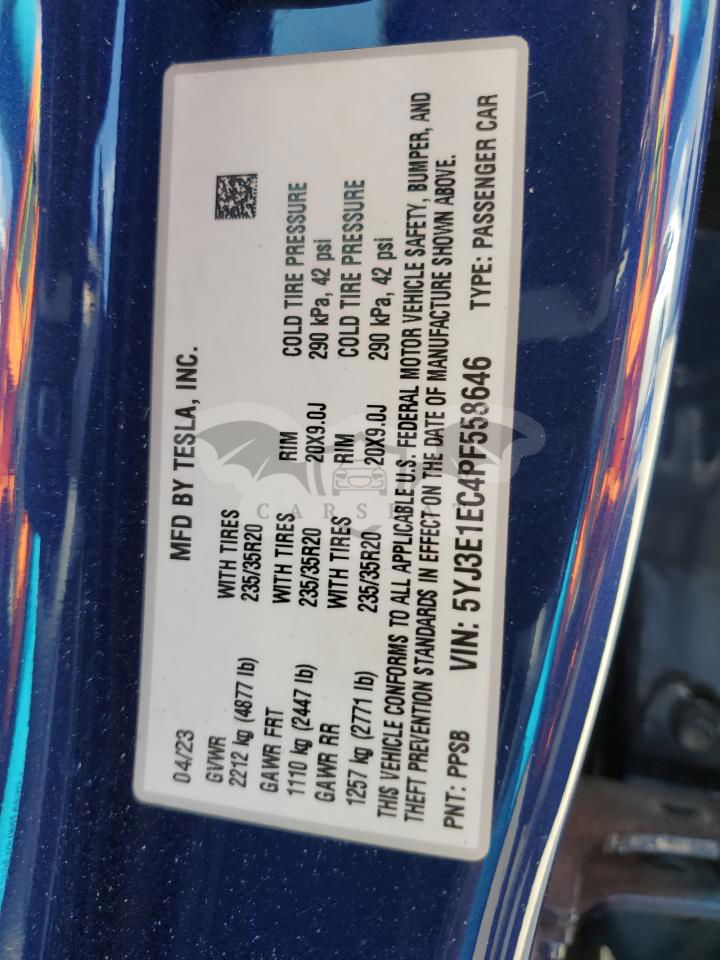 MFD BY TESLA, INC.
04/23
GVWR WITH TIRES
2212 kg (4877 lb) 235/35R20
GAWR FRT WITH TIRES RIM COLD TIRE PRESSURE
1110 kg (2447 lb) 235/35R20 20X9.0J 290 kPa, 42 psi
GAWR RR WITH TIRES RIM COLD TIRE PRESSURE
1257 kg (2771 lb) 235/35R20 20X9.0J 290 kPa, 42 psi
THIS VEHICLE CONFORMS TO ALL APPLICABLE U.S. FEDERAL MOTOR VEHICLE SAFETY, BUMPER, AND
THEFT PREVENTION STANDARDS IN EFFECT ON THE DATE OF MANUFACTURE SHOWN ABOVE.
PNT: PPSB VIN: 5YJ3E1EC4PF558646 TYPE: PASSENGER CAR